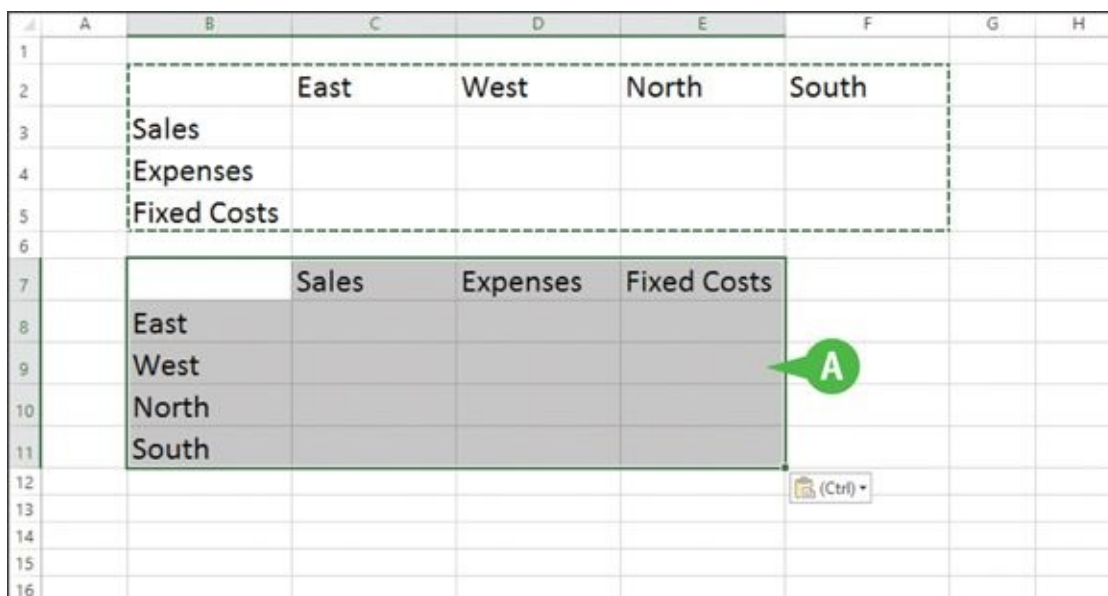 A B C D E F G H
1
2 East West North South
3 Sales
4 Expenses
5 Fixed Costs
6
7 Sales Expenses Fixed Costs
8 East
9 West A
10 North
11 South
12 (Ctrl)
13
14
15
16